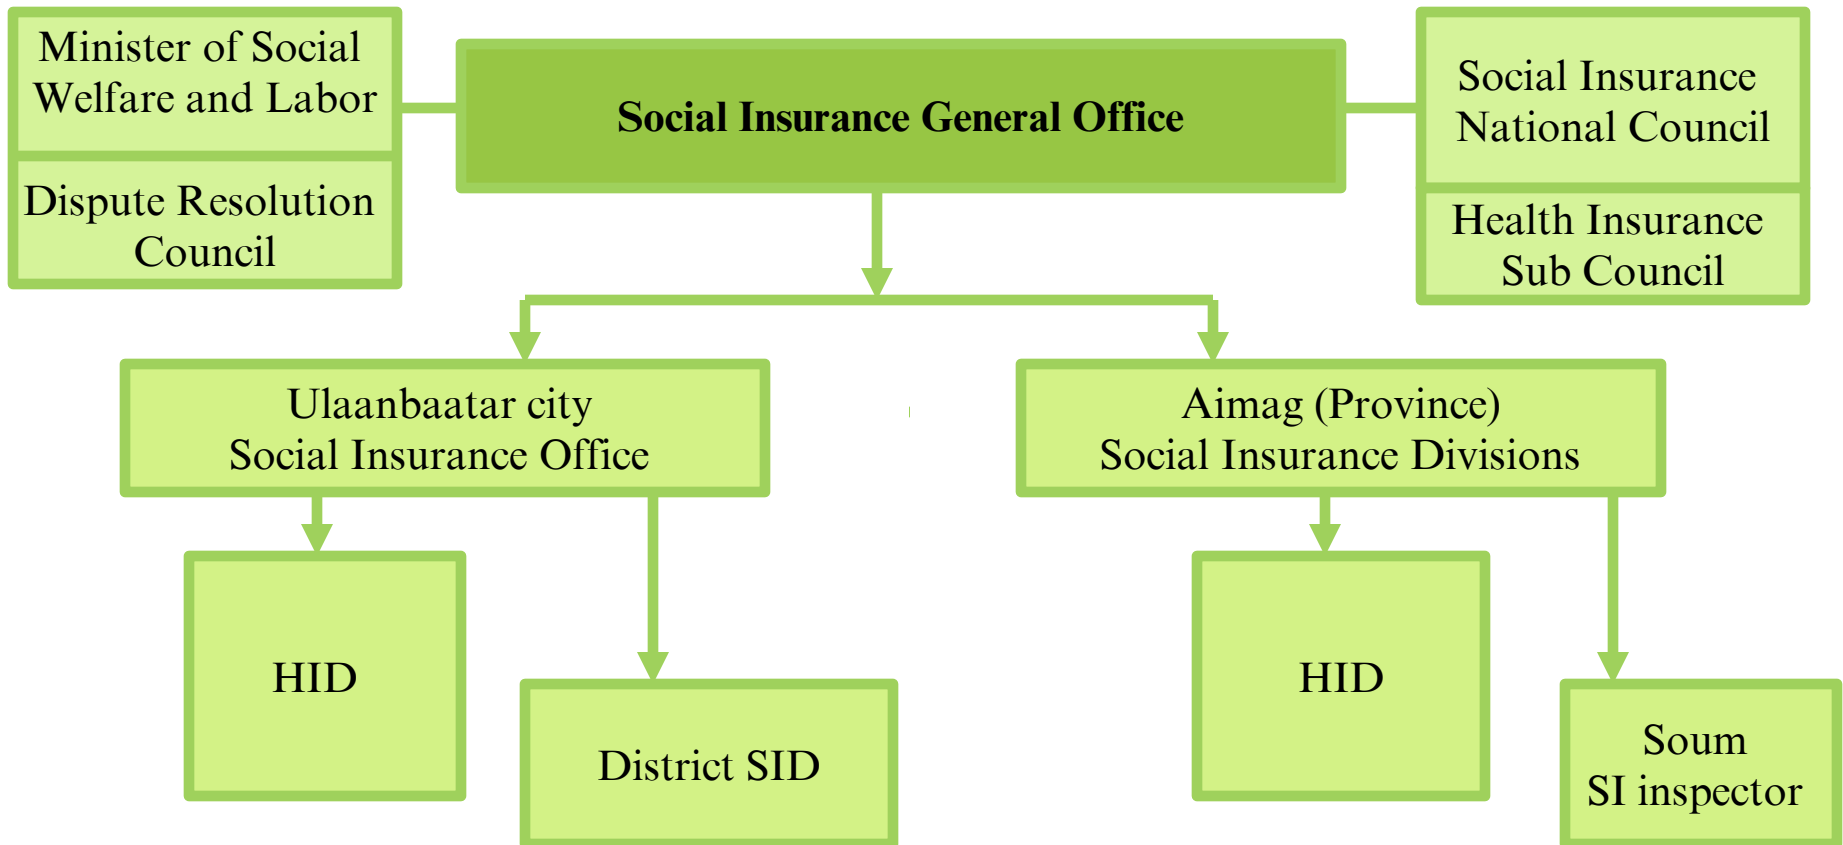 Minister of Social
Welfare and Labor
Dispute Resolution
Council
Social Insurance General Office
Social Insurance
National Council
Health Insurance
Sub Council
Ulaanbaatar city
Social Insurance Office
Aimag (Province)
Social Insurance Divisions
HID
District SID
HID
Soum
SI inspector